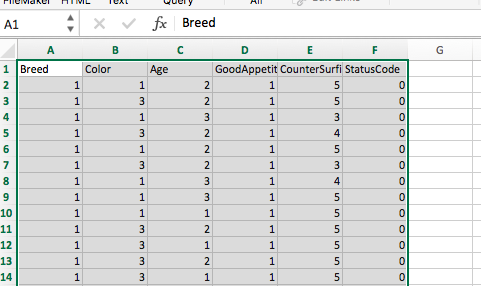 FileMaker HTML Text Query All Edit Links
A1 fx Breed
A B C D E F G
1 Breed Color Age GoodAppetit CounterSurfi StatusCode
2 1 1 2 1 5 0
3 1 3 2 1 5 0
4 1 1 3 1 3 0
5 1 3 2 1 4 0
6 1 1 2 1 5 0
7 1 3 2 1 3 0
8 1 1 3 1 4 0
9 1 1 3 1 5 0
10 1 1 1 1 5 0
11 1 3 2 1 5 0
12 1 3 1 1 5 0
13 1 3 2 1 5 0
14 1 3 1 1 5 0